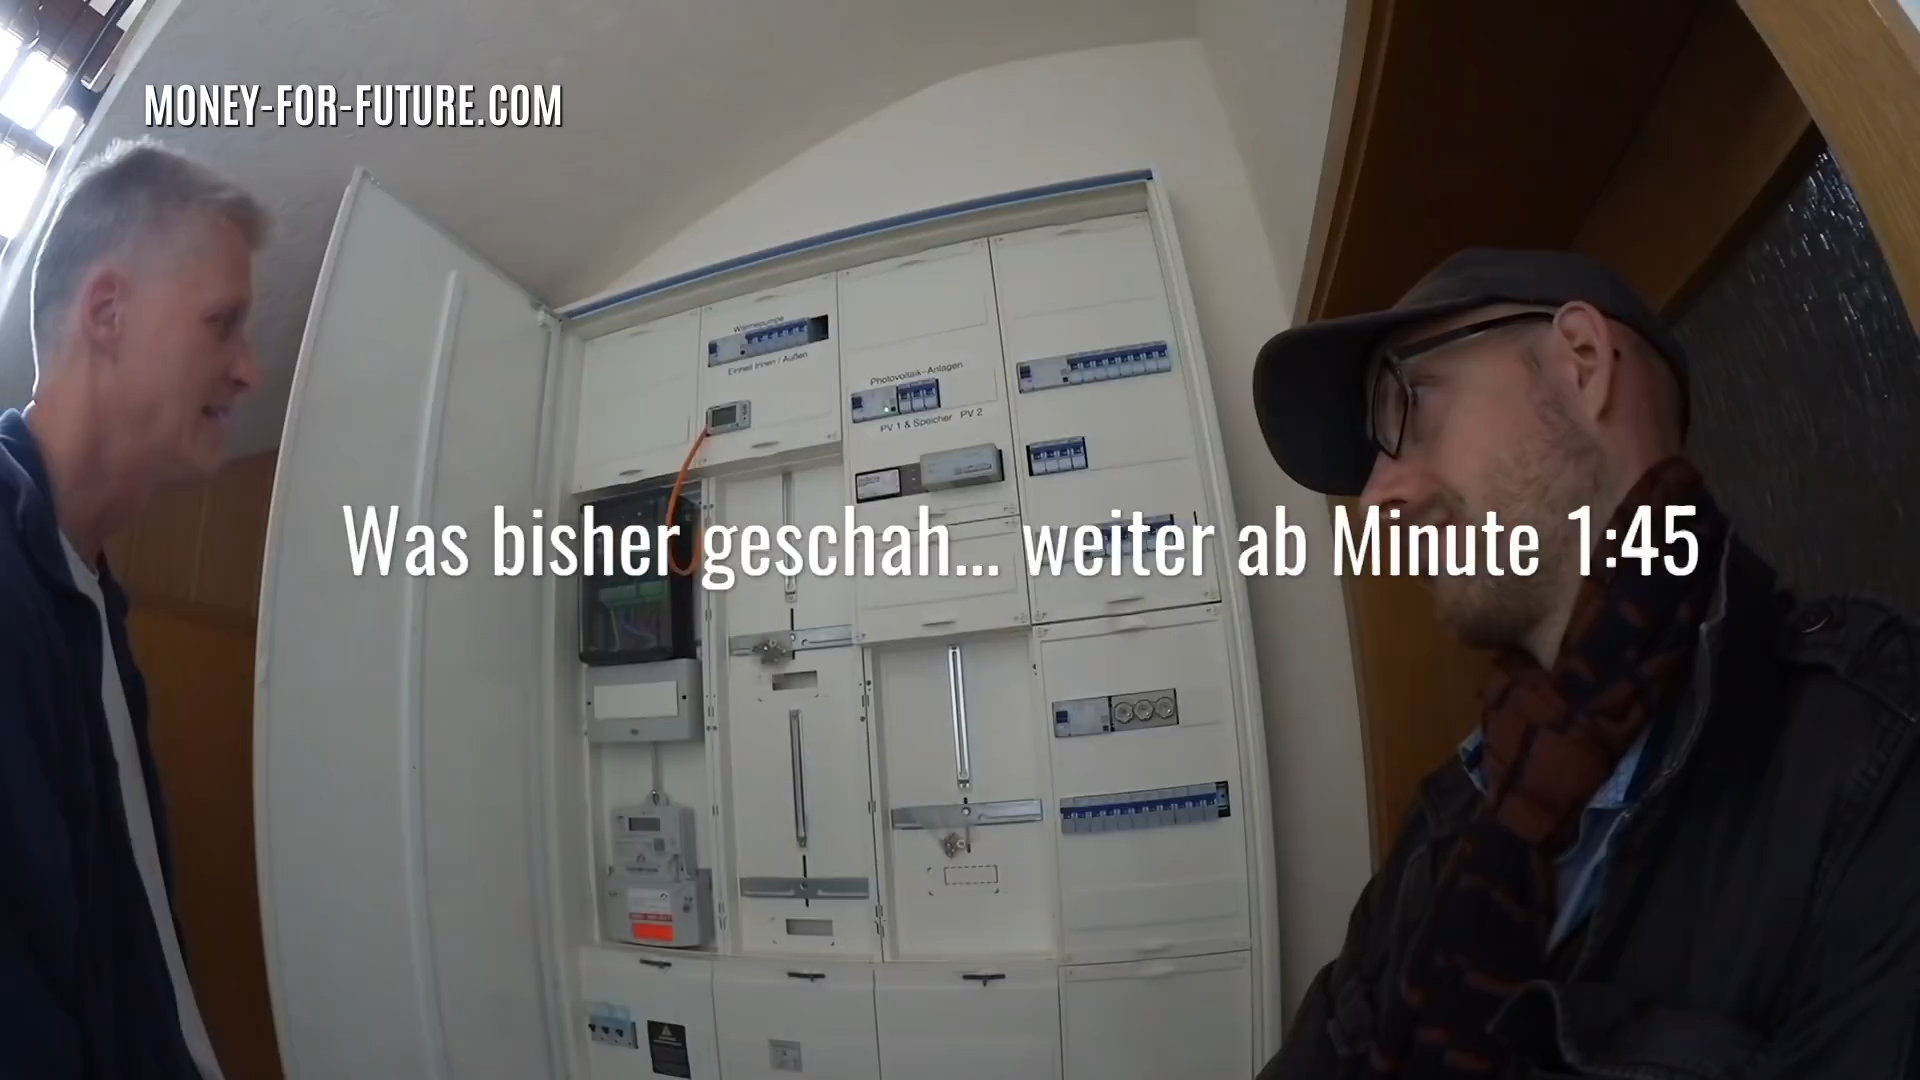 MONEY-FOR-FUTURE.COM
Wärmepumpe
Einheit Innen / Außen
Photovoltaik-Anlagen
PV 1 & Speicher PV 2
Was bisher geschah... weiter ab Minute 1:45